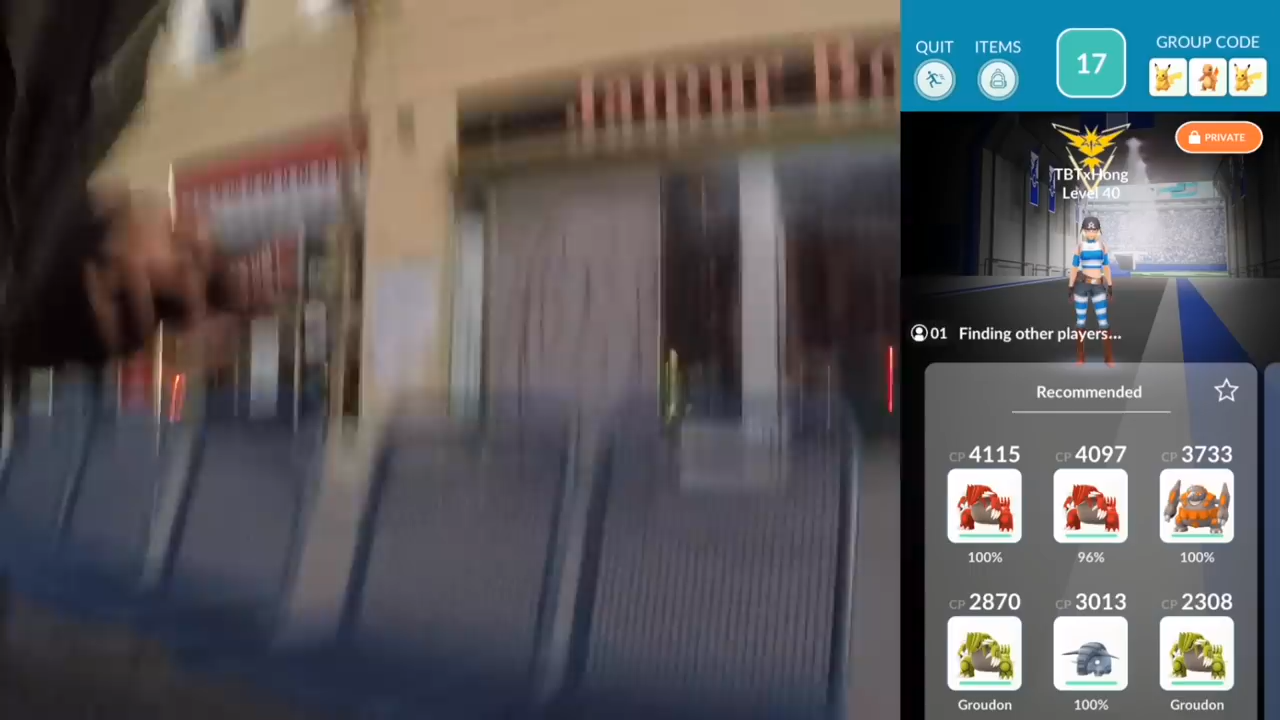 QUIT
ITEMS
17
GROUP CODE
PRIVATE
TBTxHong
Level 40
01 Finding other players...
Recommended
CP 4115
CP 4097
CP 3733
100%
96%
100%
CP 2870
CP 3013
CP 2308
Groudon
100%
Groudon